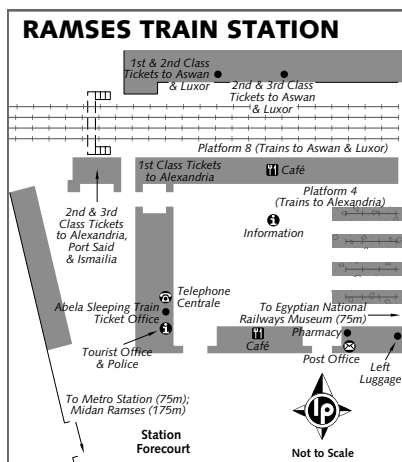 RAMSES TRAIN STATION
1st & 2nd Class
Tickets to Aswan
& Luxor
2nd & 3rd Class
Tickets to Aswan
& Luxor
Platform 8 (Trains to Aswan & Luxor)
1st Class Tickets
to Alexandria
Café
Platform 4
(Trains to Alexandria)
2nd & 3rd
Class Tickets
to Alexandria,
Port Said
& Ismailia
Information
Telephone
Centrale
Abela Sleeping Train
Ticket Office
Tourist Office
& Police
To Egyptian National
Railways Museum (75m)
Pharmacy
Café
Post Office
Left
Luggage
To Metro Station (75m);
Midan Ramses (175m)
Station
Forecourt
lp
Not to Scale